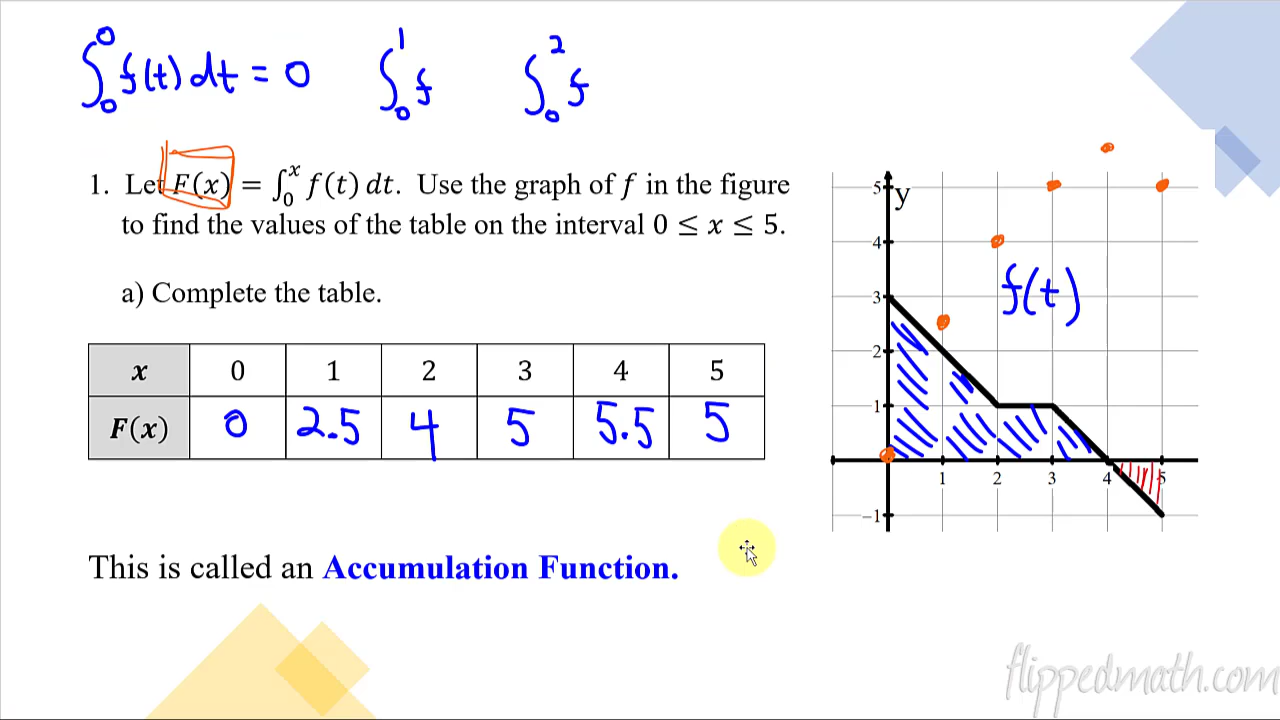 ∫₀⁰ f(t) dt = 0 ∫₀¹ f ∫₀² f
1. Let F(x) = ∫₀ˣ f(t) dt. Use the graph of f in the figure
to find the values of the table on the interval 0 ≤ x ≤ 5.
a) Complete the table.
x 0 1 2 3 4 5
F(x) 0 2.5 4 5 5.5 5
This is called an Accumulation Function.
y
5
4
f(t)
3
2
1
1 2 3 4 5
−1
flippedmath.com